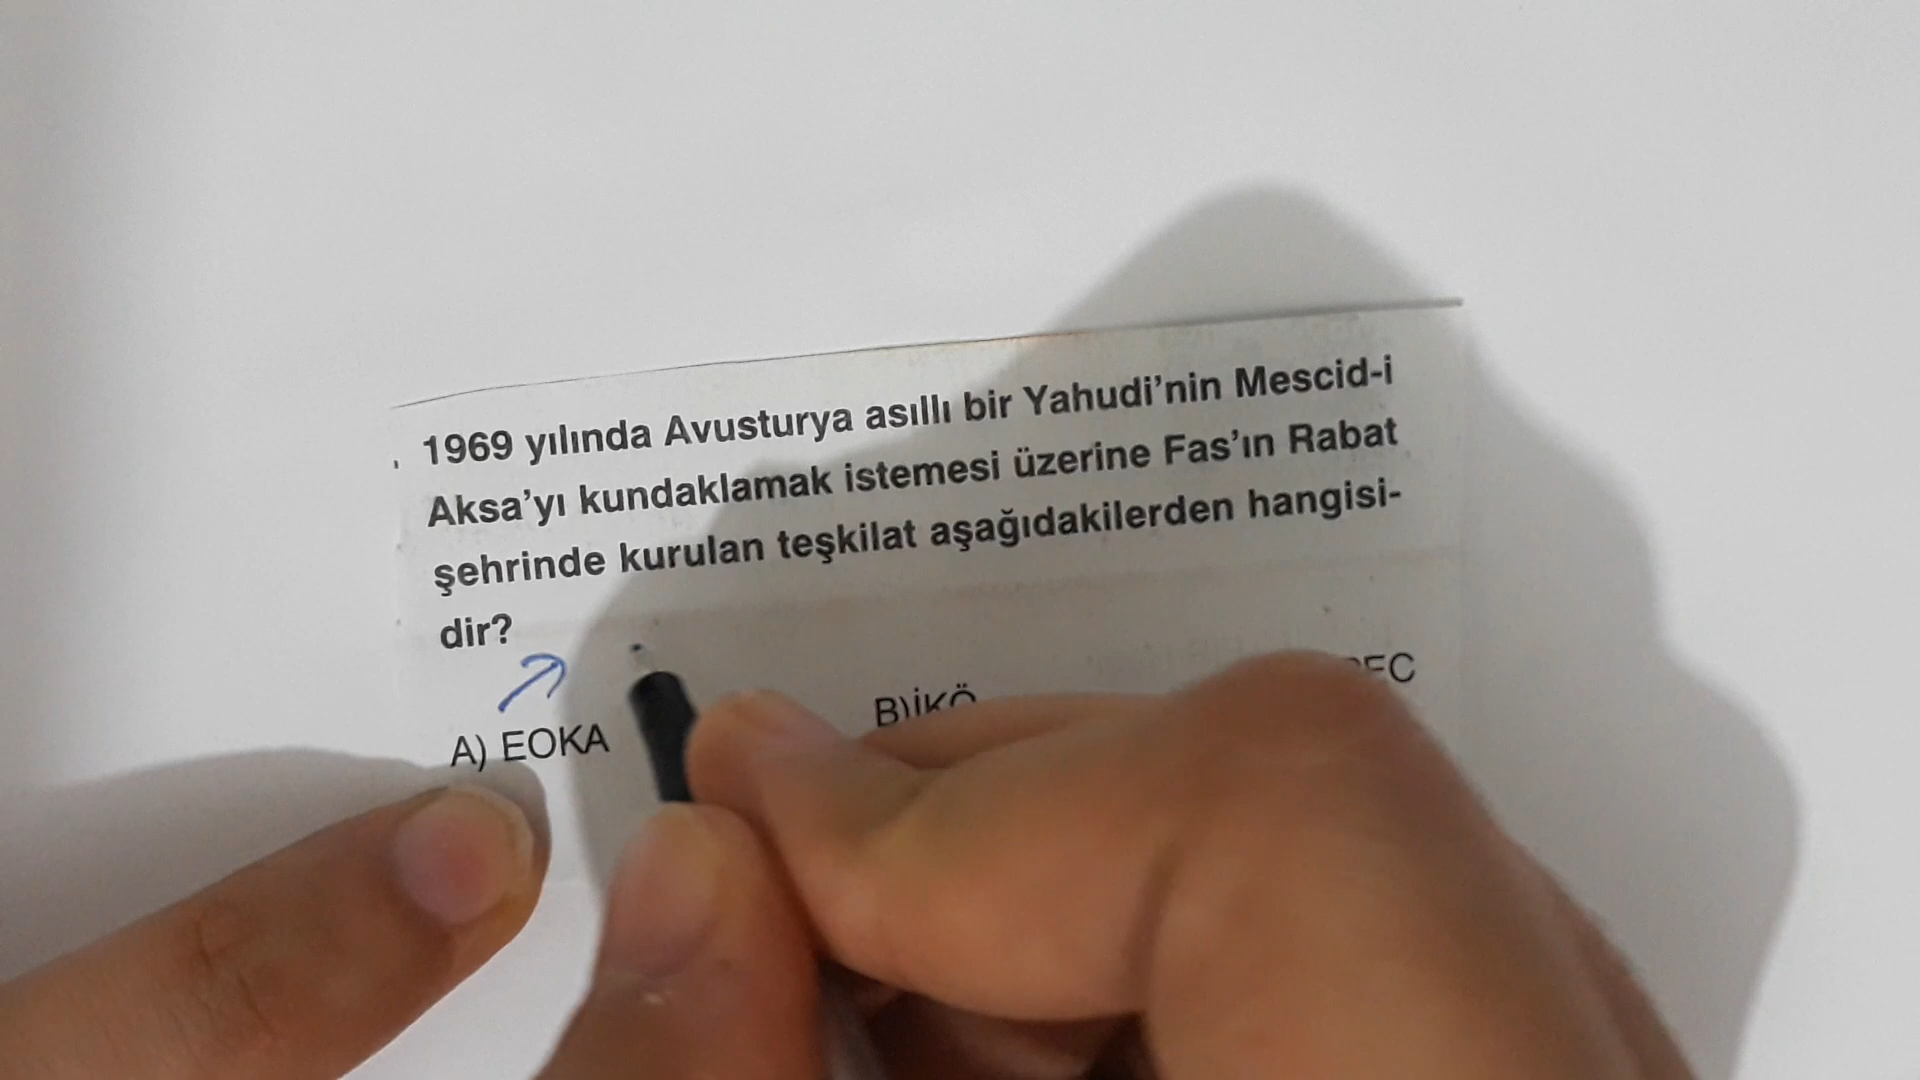 1969 yılında Avusturya asıllı bir Yahudi'nin Mescid-i
Aksa'yı kundaklamak istemesi üzerine Fas'ın Rabat
şehrinde kurulan teşkilat aşağıdakilerden hangisi-
dir?
A) EOKA B) İKÖ